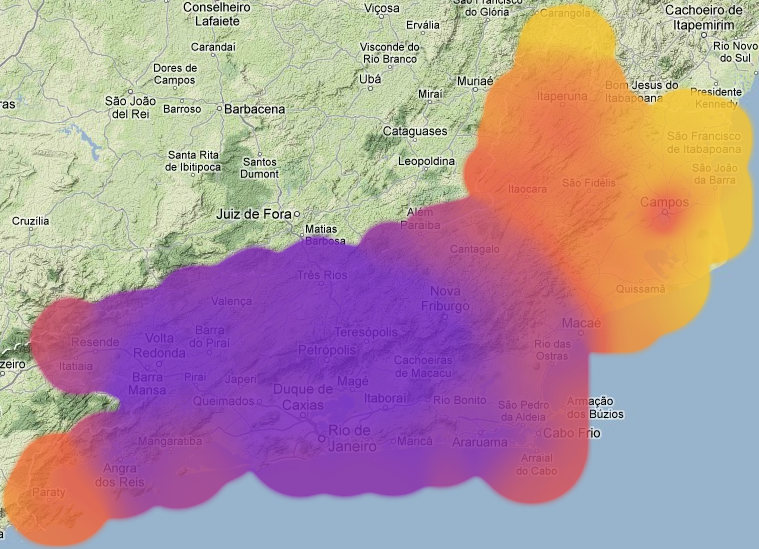 Conselheiro
Lafaiete
Viçosa
São Francisco
do Glória
Carangola
Cachoeiro de
Itapemirim
Ervália
Carandaí
Visconde do
Rio Branco
Rio Novo
do Sul
Dores de
Campos
Ubá
Muriaé
Bom Jesus do
Itabapoana
Presidente
Kennedy
Itaperuna
São João
del Rei
Barroso
Barbacena
Miraí
Cataguases
São Francisco
de Itabapoana
Santa Rita
de Ibitipoca
Santos
Dumont
Leopoldina
São João
da Barra
Itaocara
São Fidélis
Campos
Cruzília
Juiz de Fora
Além
Paraíba
Matias
Barbosa
Cantagalo
Três Rios
Quissamã
Valença
Nova
Friburgo
Macaé
Resende
Volta
Redonda
Barra
do Piraí
Teresópolis
Rio das
Ostras
Petrópolis
Itatiaia
zeiro
Cachoeiras
de Macacu
Barra
Mansa
Piraí
Japeri
Magé
Duque de
Caxias
Queimados
Itaboraí
Rio Bonito
São Pedro
da Aldeia
Armação
dos Búzios
Rio de
Janeiro
Maricá
Araruama
Cabo Frio
Mangaratiba
Angra
dos Reis
Arraial
do Cabo
Paraty